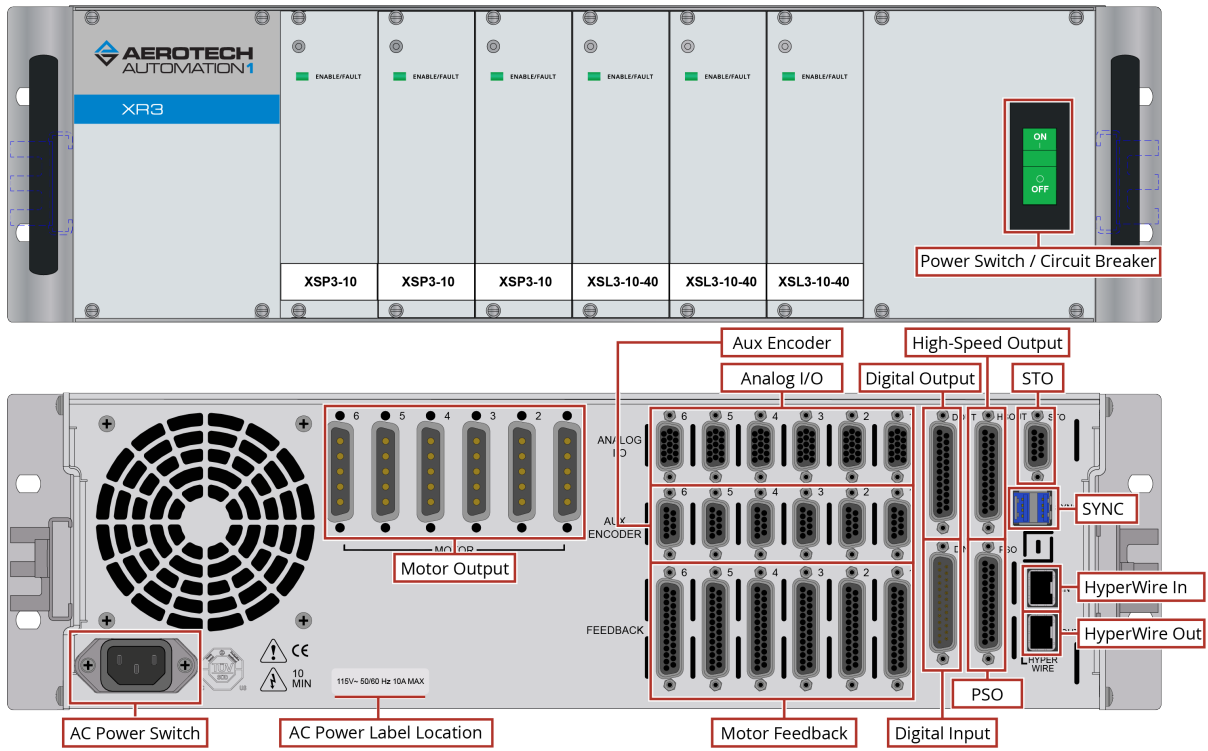 AEROTECH
AUTOMATION1
XR3
ENABLE/FAULT
ENABLE/FAULT
ENABLE/FAULT
ENABLE/FAULT
ENABLE/FAULT
ENABLE/FAULT
ON
OFF
Power Switch / Circuit Breaker
XSP3-10
XSP3-10
XSP3-10
XSL3-10-40
XSL3-10-40
XSL3-10-40
Aux Encoder
High-Speed Output
Analog I/O
Digital Output
STO
6 5 4 3 2
6 5 4 3 2
STO
ANALOG
6 5 4 3 2
SYNC
AUX
ENCODER
MOTOR
Motor Output
6 5 4 3 2
PSO
HyperWire In
FEEDBACK
HyperWire Out
HYPER
WIRE
CE
10
MIN
115V~ 50/60 Hz 10A MAX
PSO
AC Power Switch
AC Power Label Location
Motor Feedback
Digital Input